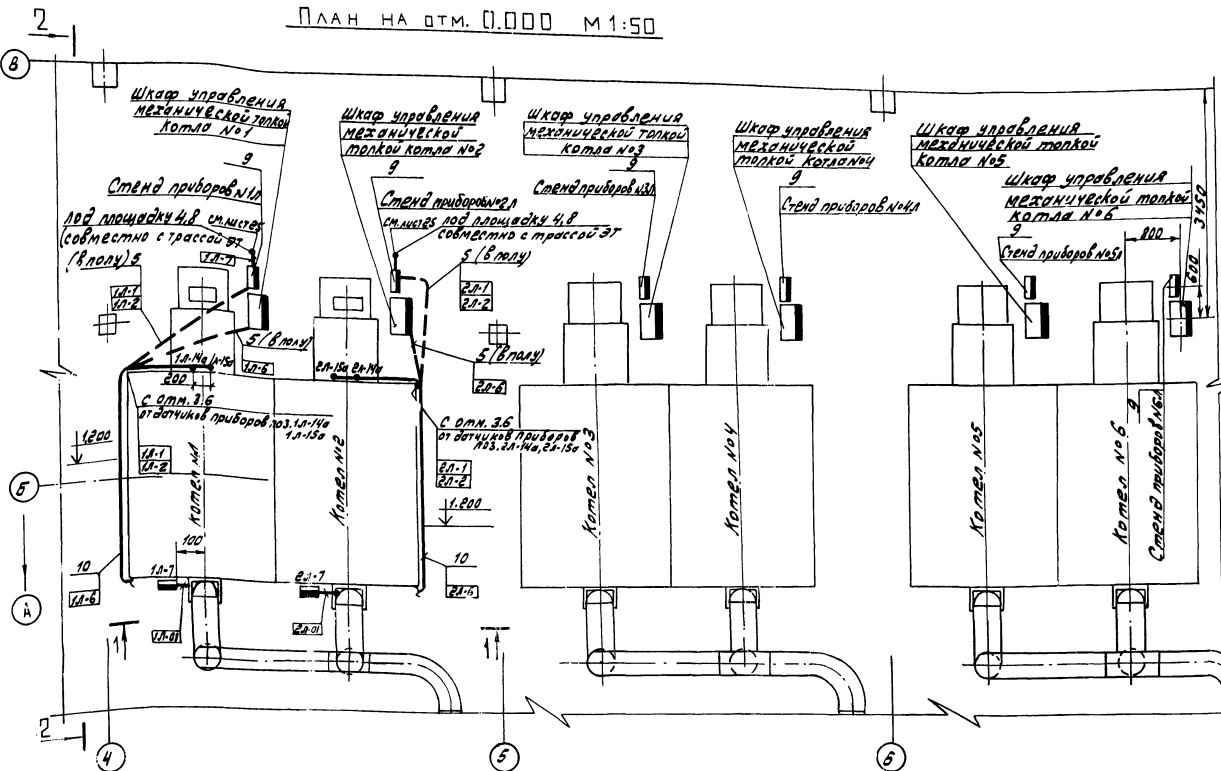 План на отм. 0.000 М 1:50
2
В
Шкаф управления
механической топкой
котла №1
9
Стенд приборов №1л
под площадку 4,8 см. лист 25
(совместно с трассой ЭТ
1л-7
(в полу) 5
1л-1
1л-2
5 (в полу)
1л-6
1л-14а
1л-15а
200
С отм. 3.6
от датчиков приборов поз. 1л-14а
1л-15а
1л-1
1л-2
1.200
Котел №1
100
10
1л-6
1л-7
1л-01
Шкаф управления
механической
топкой котла №2
9
Стенд приборов №2л
см. лист 25 под площадку 4,8
совместно с трассой ЭТ
5 (в полу)
2л-1
2л-2
5 (в полу)
2л-6
2л-15а 2л-14а
С отм. 3.6
от датчиков приборов
поз. 2л-14а, 2л-15а
2л-1
2л-2
1.200
Котел №2
10
2л-6
2л-7
2л-01
Шкаф управления
механической топкой
котла №3
9
Стенд приборов №3л
Котел №3
Шкаф управления
механической
топкой котла №4
9
Стенд приборов №4л
Котел №4
Шкаф управления
механической топкой
котла №5
9
Стенд приборов №5л
Котел №5
Шкаф управления
механической топкой
котла №6
800
600
3450
9
Стенд приборов №6л
Котел №6
Б
А
1
1
2
4
5
6